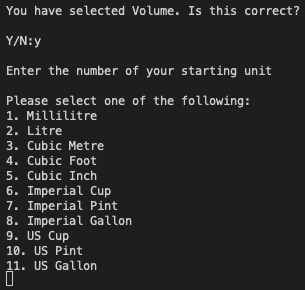 You have selected Volume. Is this correct?
Y/N:y
Enter the number of your starting unit
Please select one of the following:
1. Millilitre
2. Litre
3. Cubic Metre
4. Cubic Foot
5. Cubic Inch
6. Imperial Cup
7. Imperial Pint
8. Imperial Gallon
9. US Cup
10. US Pint
11. US Gallon